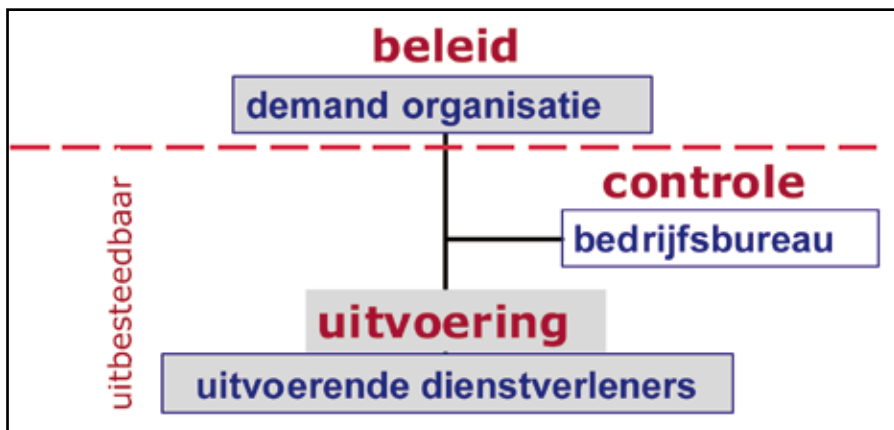 beleid
demand organisatie
controle
bedrijfsbureau
uitbesteedbaar
uitvoering
uitvoerende dienstverleners